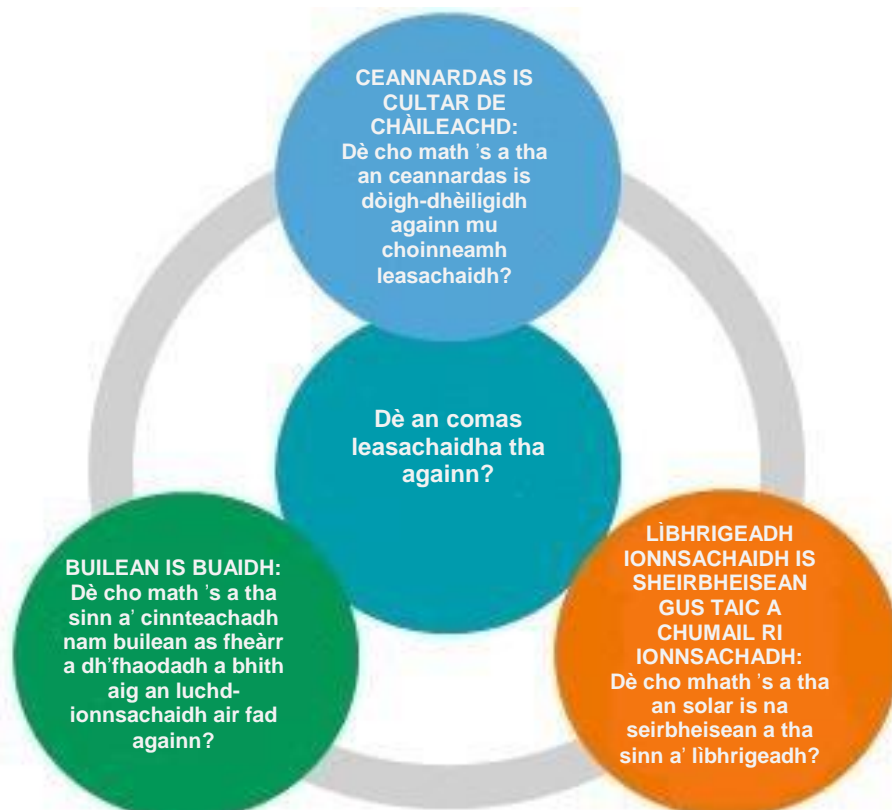 CEANNARDAS IS
CULTAR DE
CHÀILEACHD:
Dè cho math ’s a tha
an ceannardas is
dòigh-dhèiligidh
againn mu
choinneamh
leasachaidh?
Dè an comas
leasachaidha tha
againn?
BUILEAN IS BUAIDH:
Dè cho math ’s a tha
sinn a’ cinnteachadh
nam builean as fheàrr
a dh’fhaodadh a bhith
aig an luchd-
ionnsachaidh air fad
againn?
LÌBHRIGEADH
IONNSACHAIDH IS
SHEIRBHEISEAN
GUS TAIC A
CHUMAIL RI
IONNSACHADH:
Dè cho mhath ’s a tha
an solar is na
seirbheisean a tha
sinn a’ lìbhrigeadh?